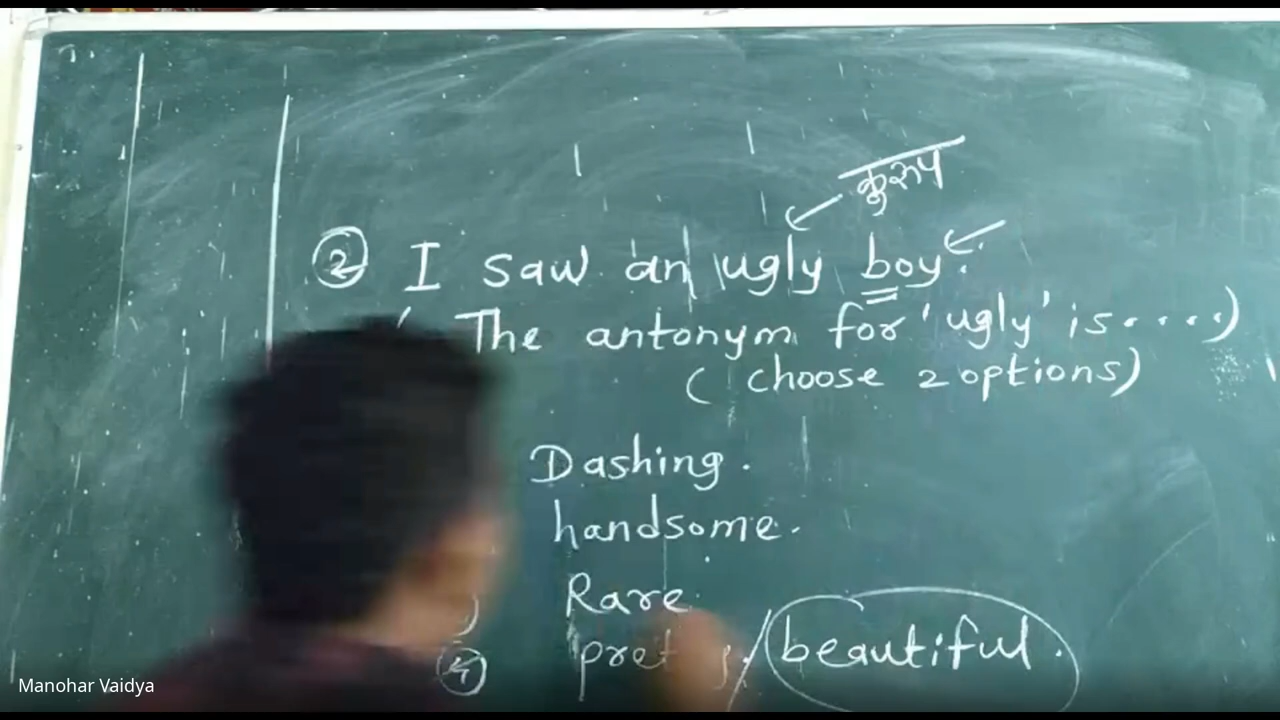 कुरूप
② I saw an ugly boy.
The antonym for 'ugly' is.....)
( choose 2 options)
Dashing.
handsome.
Rare
beautiful.
Manohar Vaidya